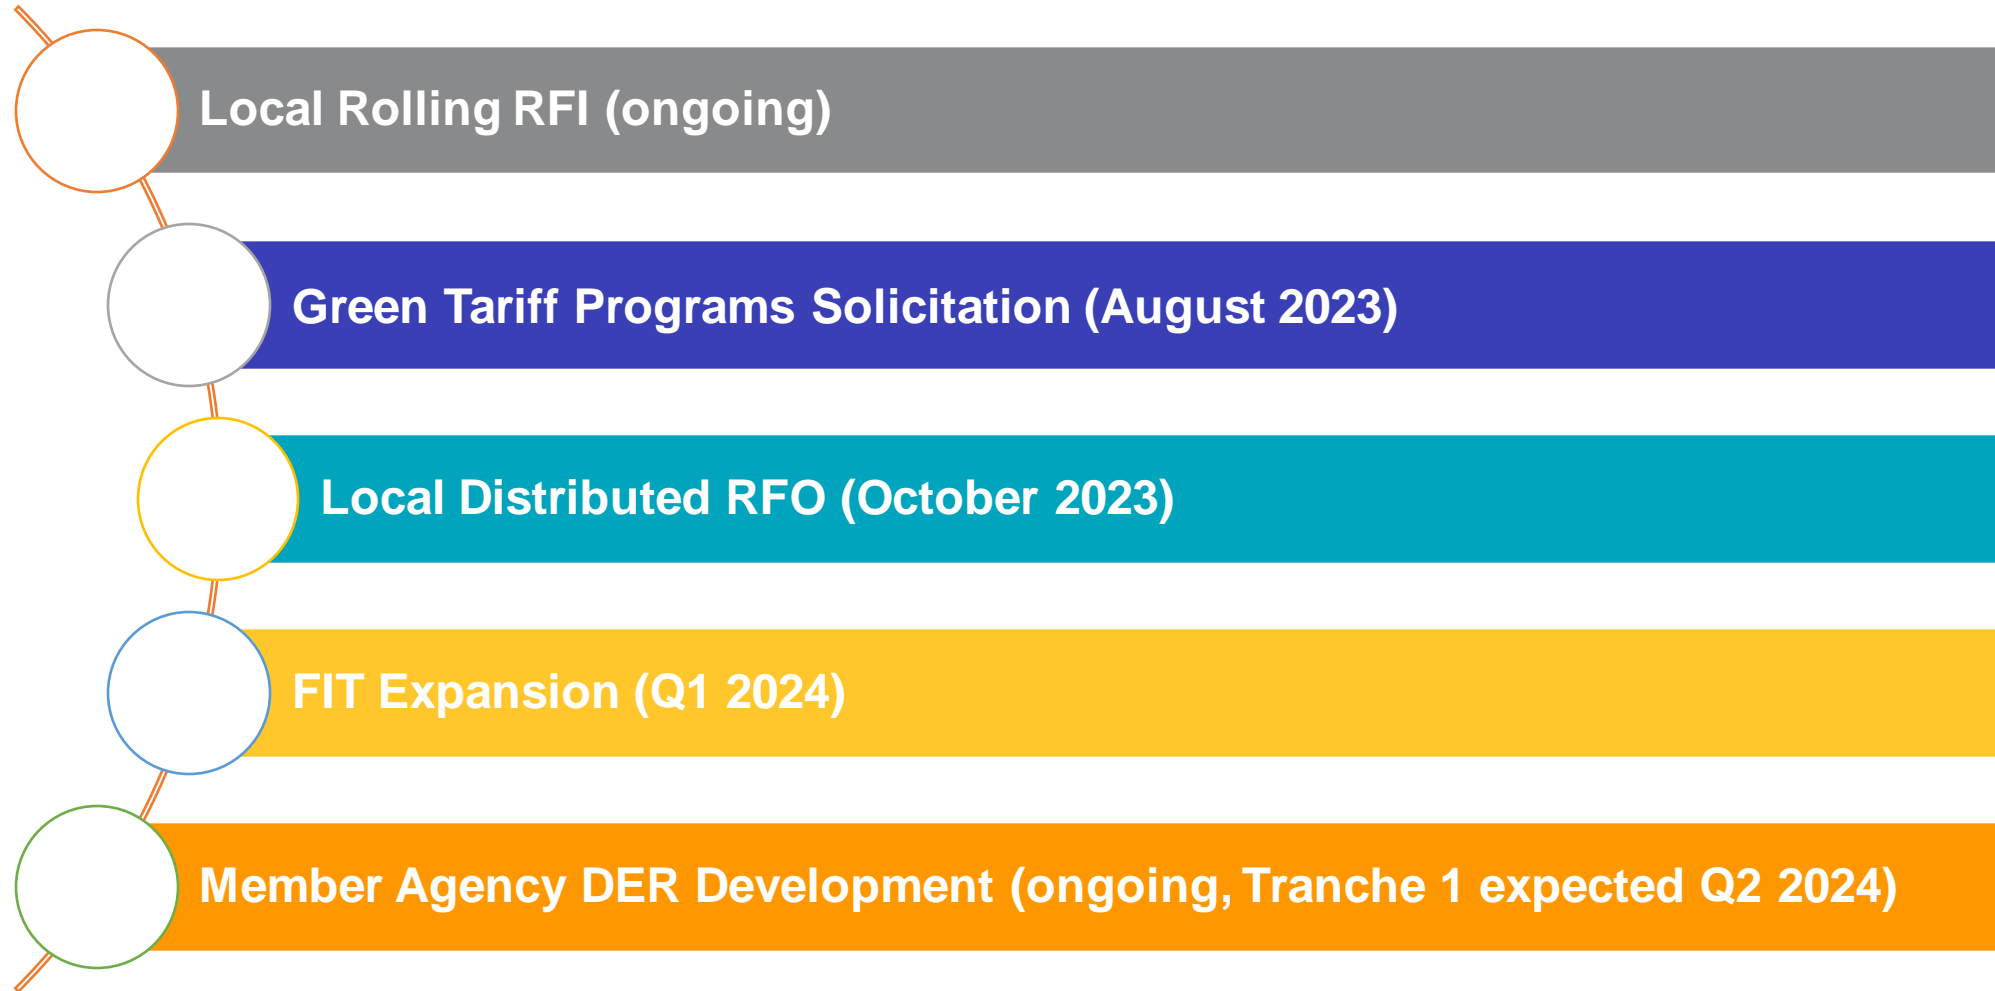 Local Rolling RFI (ongoing)
Green Tariff Programs Solicitation (August 2023)
Local Distributed RFO (October 2023)
FIT Expansion (Q1 2024)
Member Agency DER Development (ongoing, Tranche 1 expected Q2 2024)